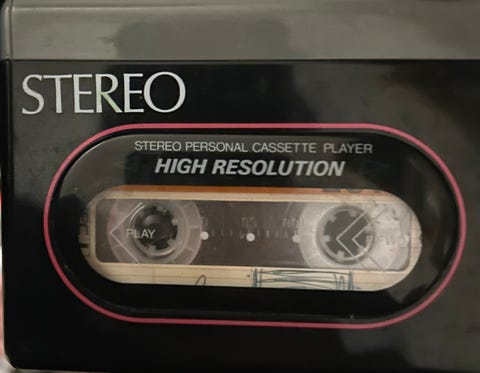 STEREO
STEREO PERSONAL CASSETTE PLAYER
HIGH RESOLUTION
PLAY